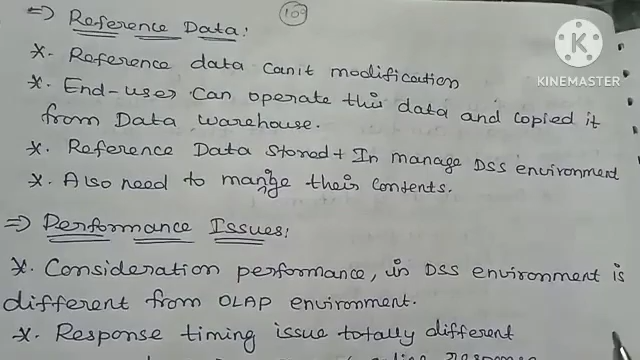 10
⇒ Reference Data:
*. Reference data can't modification
*. End-user can operate this data and copied it
from Data warehouse.
*. Reference Data Stored + In manage DSS environment
*. Also need to manage their contents.
⇒ Performance Issues:
*. Consideration performance, in DSS environment is
different from OLAP environment.
*. Response timing issue totally different
KINEMASTER